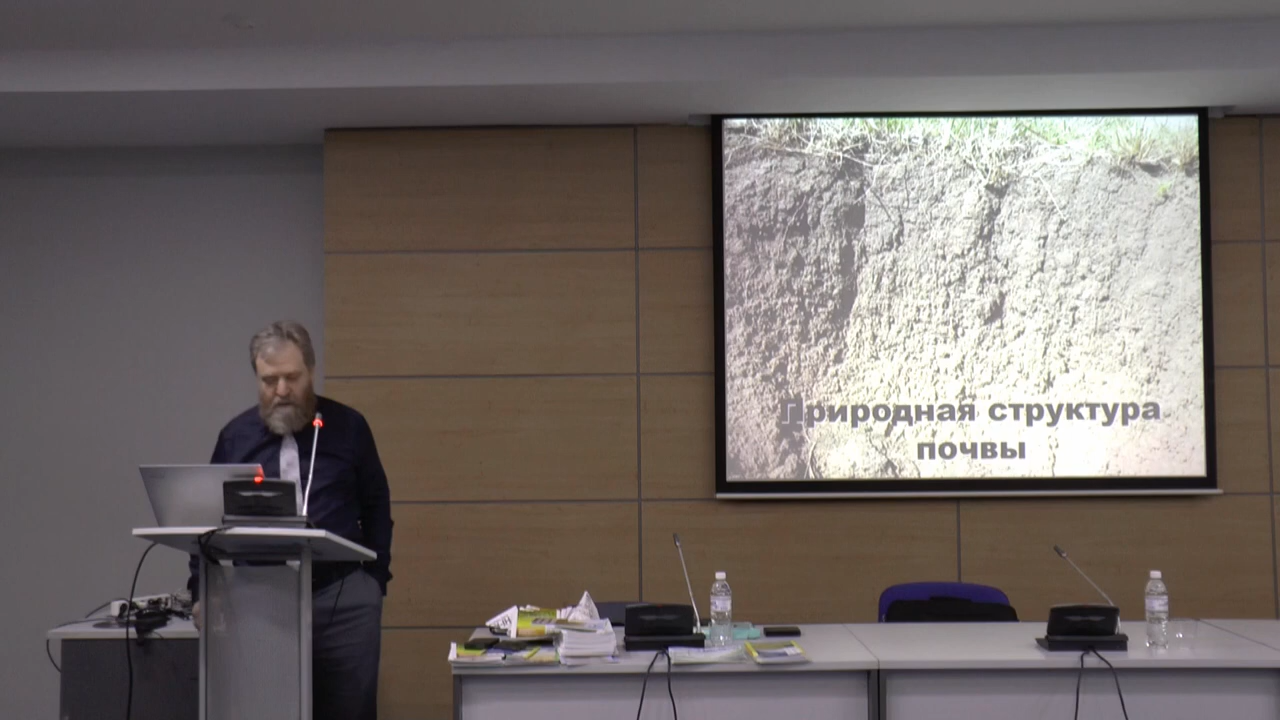 Природная структура
почвы